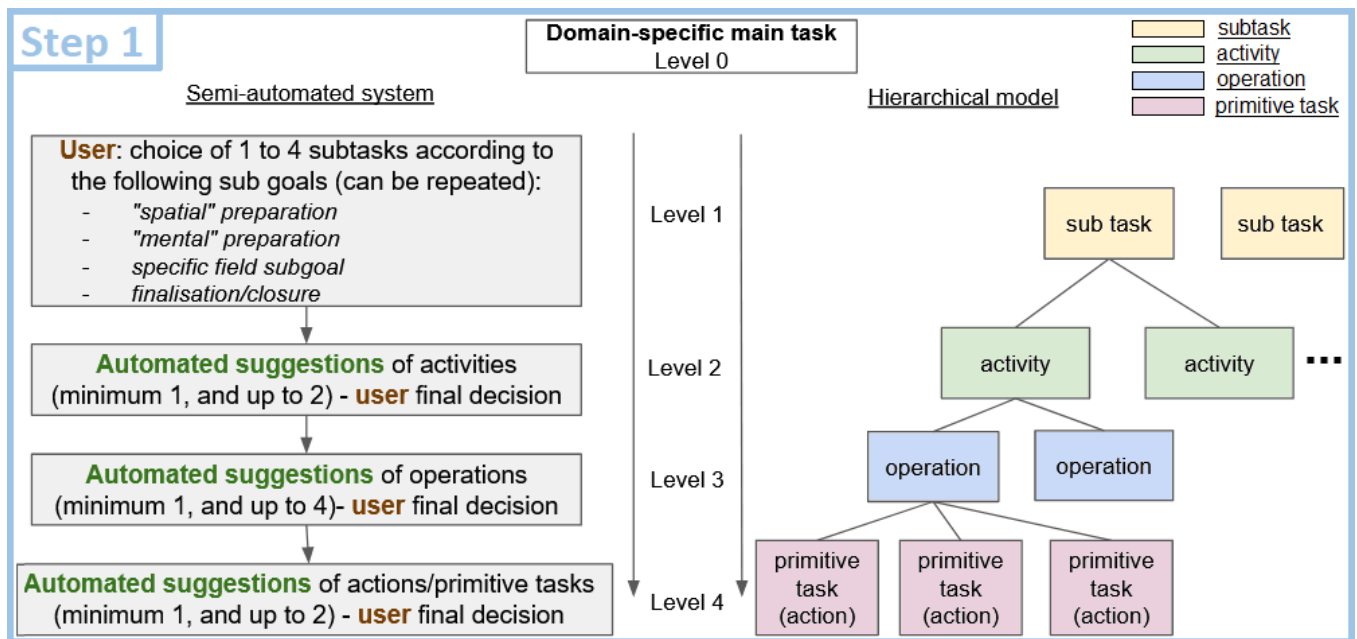 Step 1
Domain-specific main task
Level 0
subtask
activity
operation
primitive task
Semi-automated system
Hierarchical model
User: choice of 1 to 4 subtasks according to
the following sub goals (can be repeated):
- "spatial" preparation
- "mental" preparation
- specific field subgoal
- finalisation/closure
Automated suggestions of activities
(minimum 1, and up to 2) - user final decision
Automated suggestions of operations
(minimum 1, and up to 4)- user final decision
Automated suggestions of actions/primitive tasks
(minimum 1, and up to 2) - user final decision
Level 1
Level 2
Level 3
Level 4
sub task
sub task
activity
activity
...
operation
operation
primitive
task
(action)
primitive
task
(action)
primitive
task
(action)